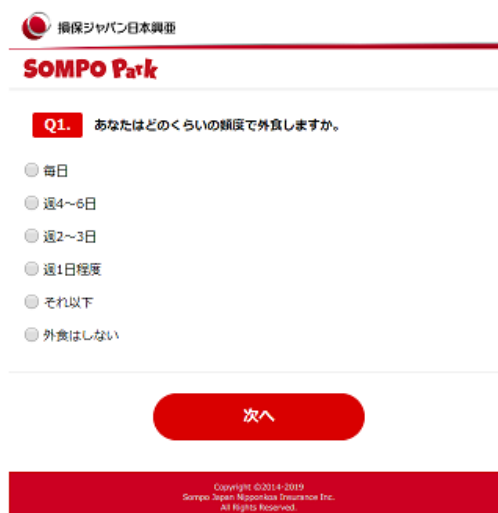 損保ジャパン日本興亜
SOMPO Park
Q1. あなたはどのくらいの頻度で外食しますか。
毎日
週4～6日
週2～3日
週1日程度
それ以下
外食はしない
次へ
Copyright ©2014-2019
Sompo Japan Nipponkoa Insurance Inc.
All Rights Reserved.